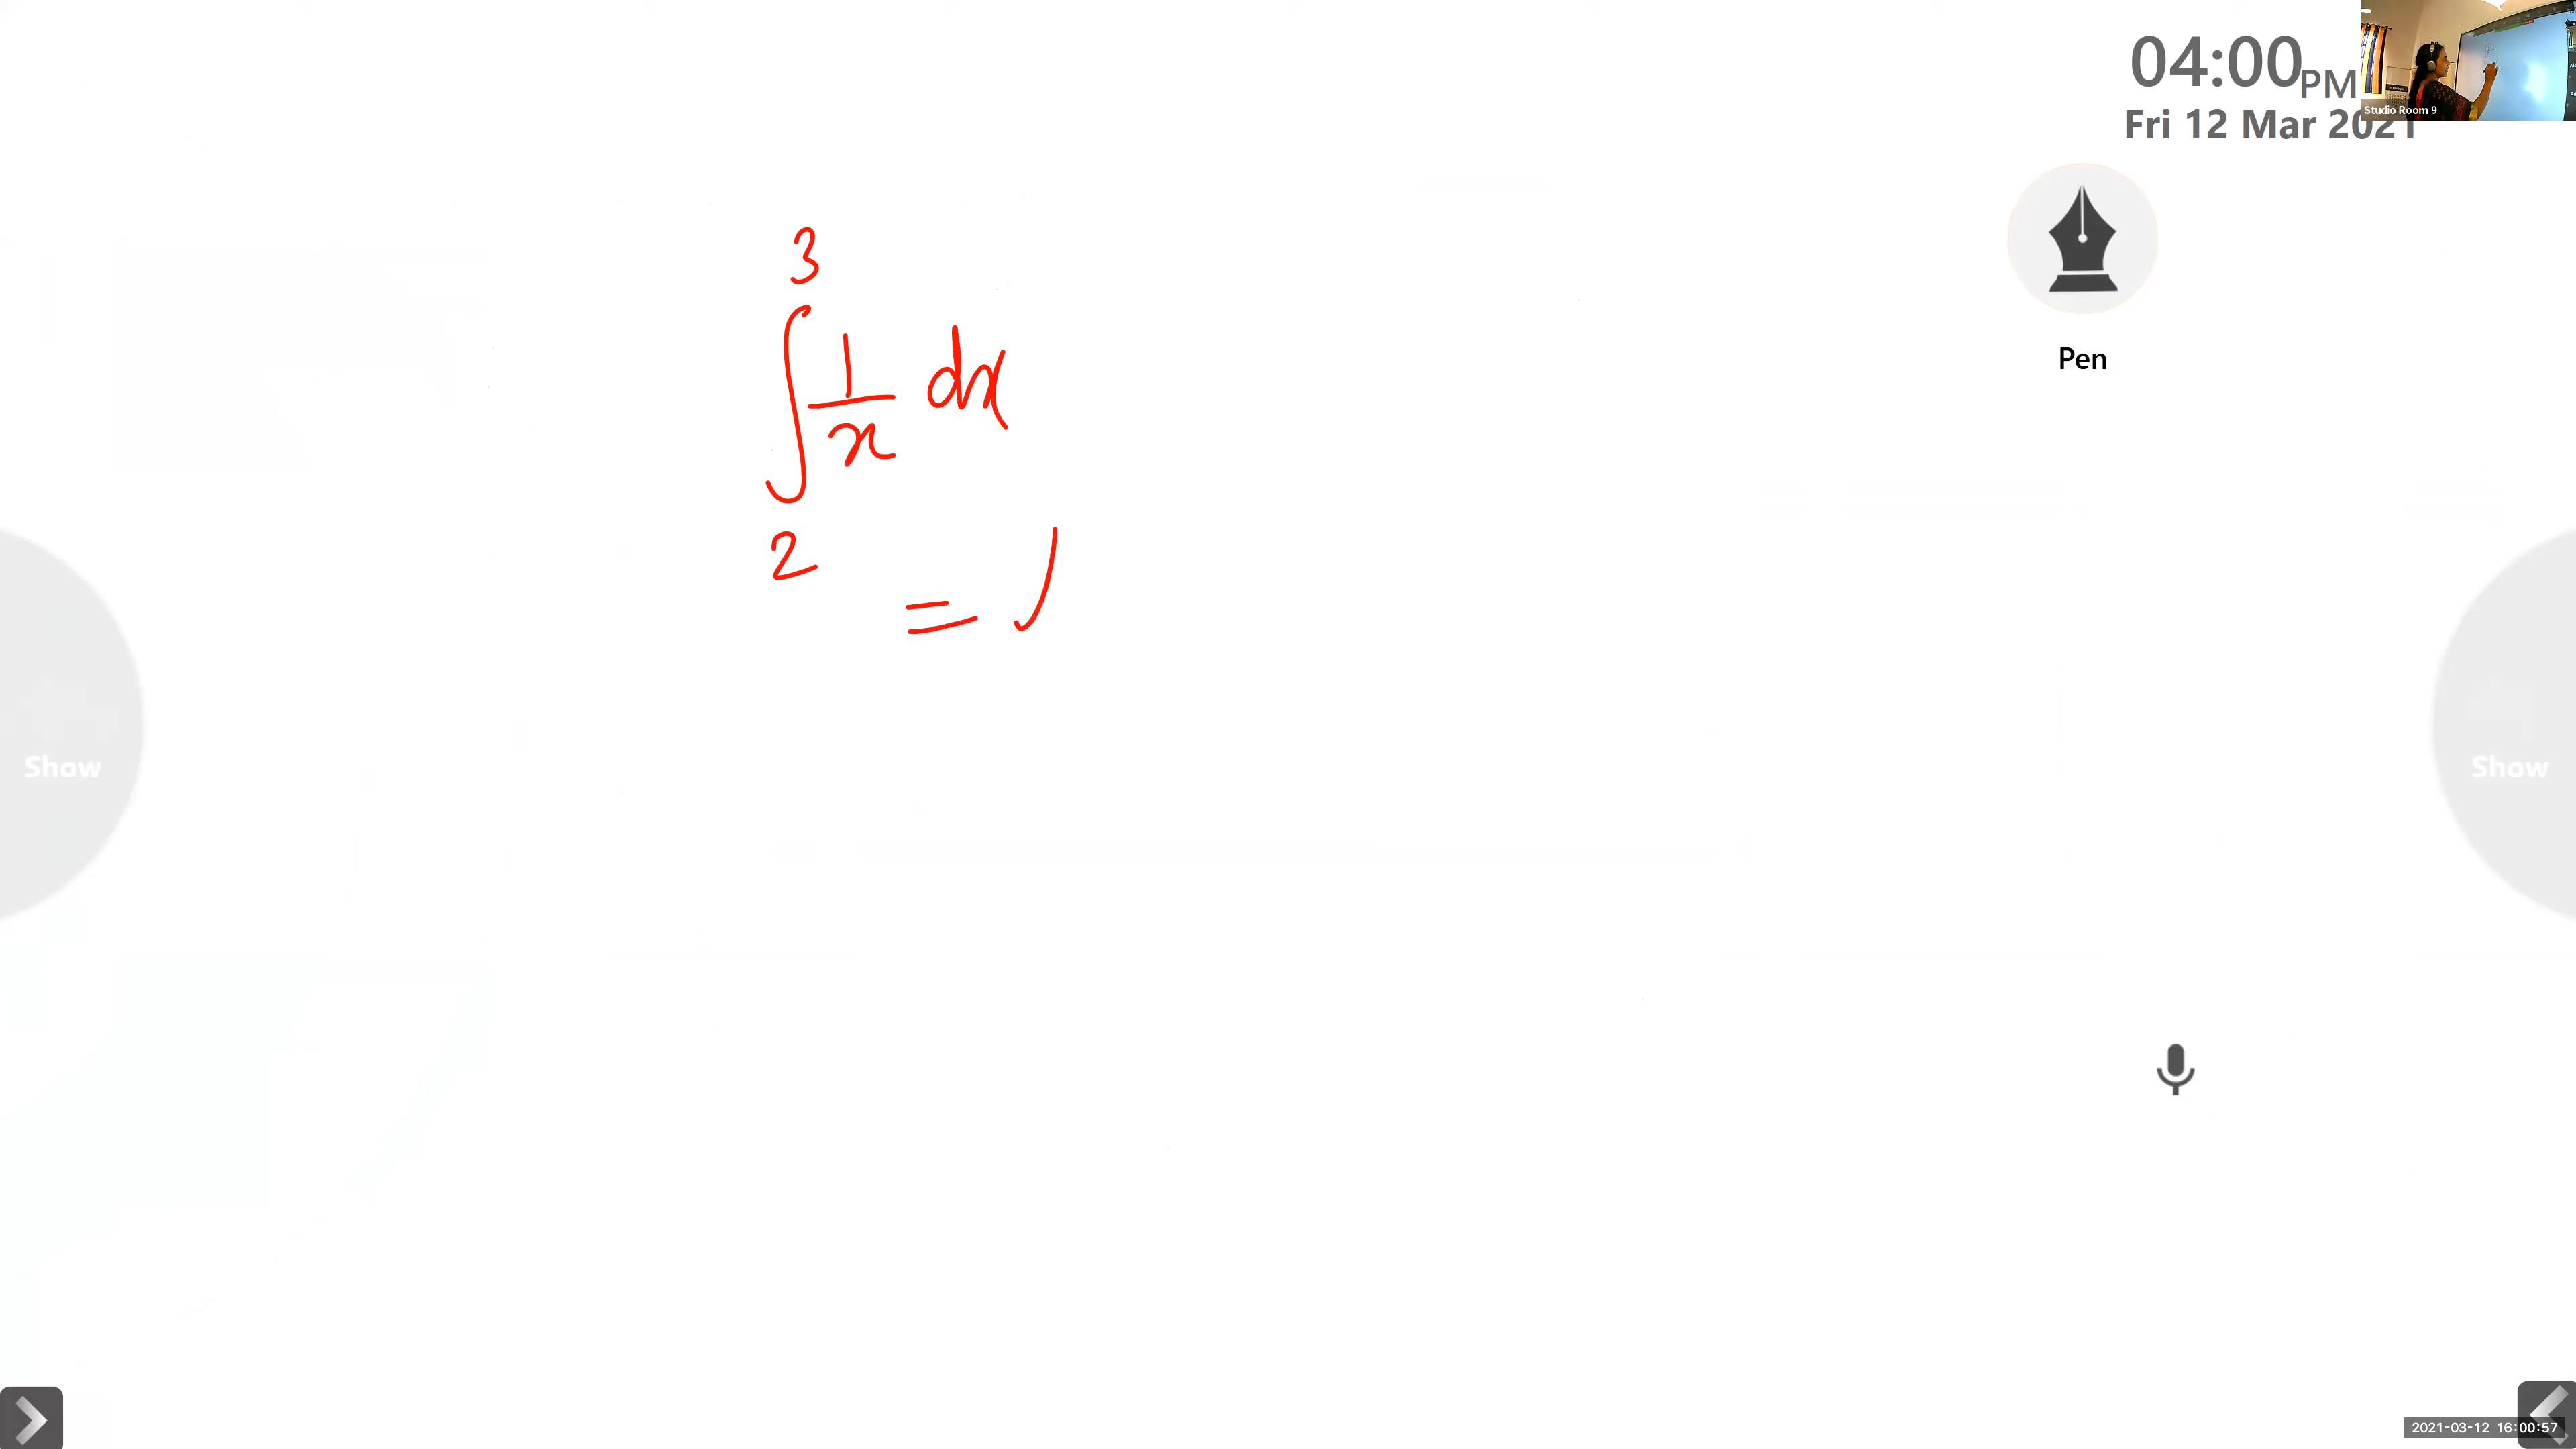 04:00PM
Fri 12 Mar 2021
Studio Room 9
Pen
3
∫ 1/x dx
2
=
Show
Show
2021-03-12 16:00:57